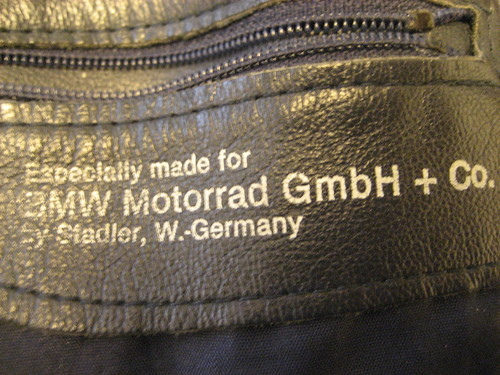 Especially made for
BMW Motorrad GmbH + Co.
by Stadler, W.-Germany